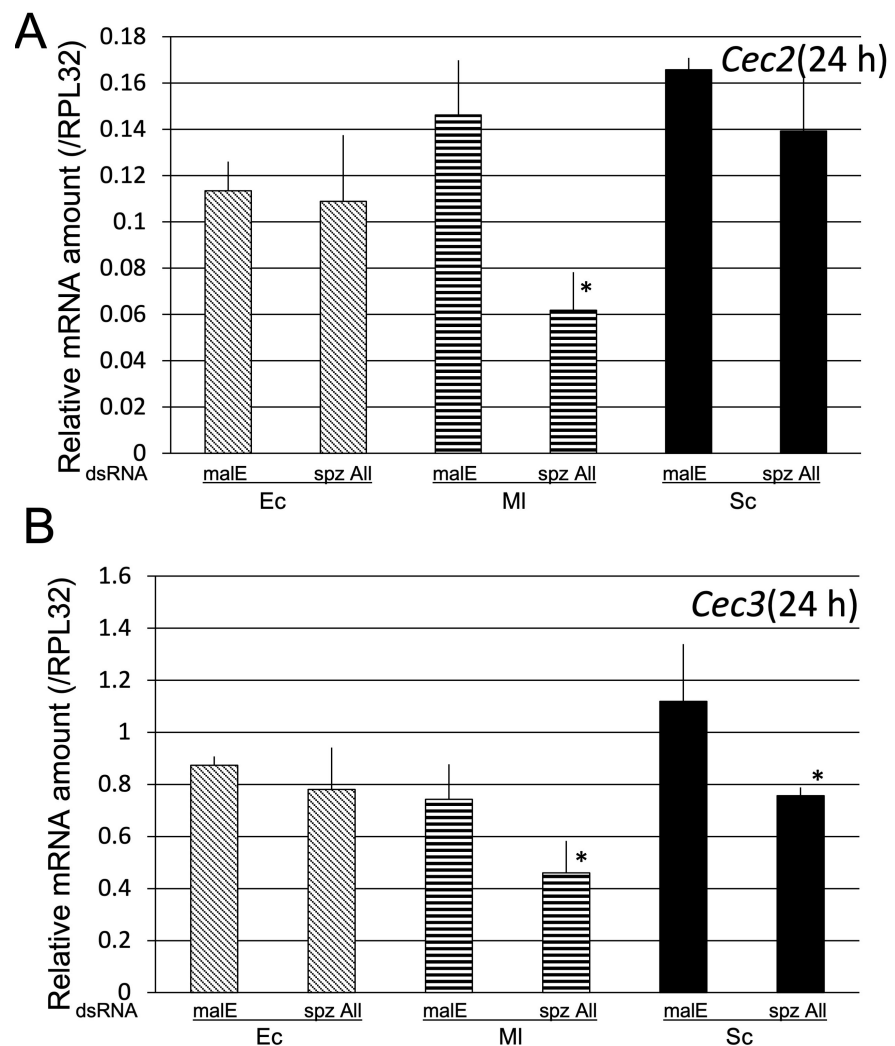 A
Relative mRNA amount (/RPL32)
Cec2(24 h)
0.18
0.16
0.14
0.12
0.1
0.08
0.06
0.04
0.02
0
*
dsRNA malE spz All malE spz All malE spz All
Ec Ml Sc
B
Relative mRNA amount (/RPL32)
Cec3(24 h)
1.6
1.4
1.2
1
0.8
0.6
0.4
0.2
0
*
*
dsRNA malE spz All malE spz All malE spz All
Ec Ml Sc